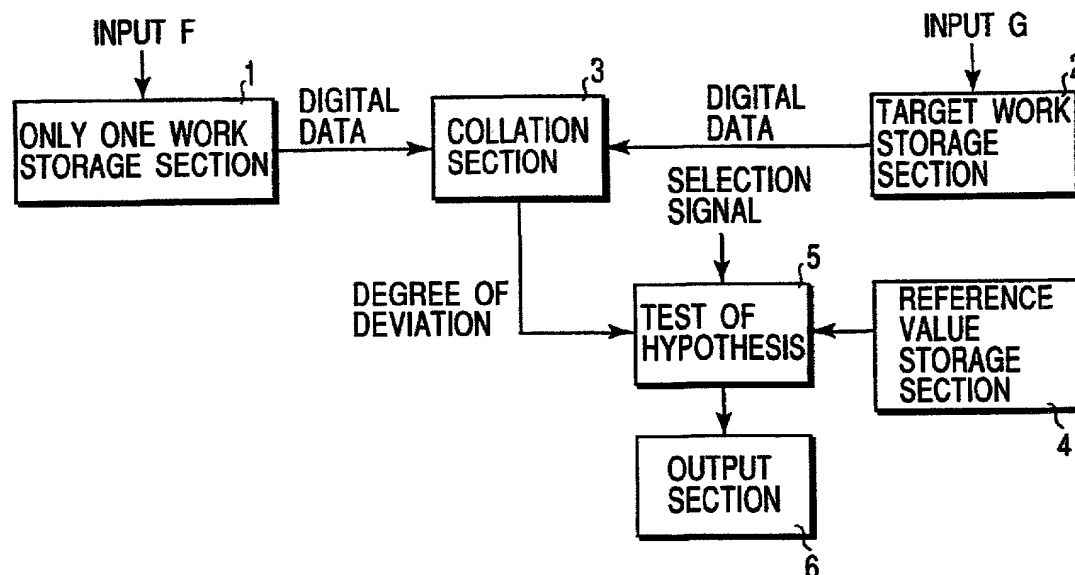 INPUT F
INPUT G
1
ONLY ONE WORK
STORAGE SECTION
DIGITAL
DATA
3
COLLATION
SECTION
DIGITAL
DATA
2
TARGET WORK
STORAGE
SECTION
SELECTION
SIGNAL
DEGREE OF
DEVIATION
5
TEST OF
HYPOTHESIS
REFERENCE
VALUE
STORAGE
SECTION
4
OUTPUT
SECTION
6